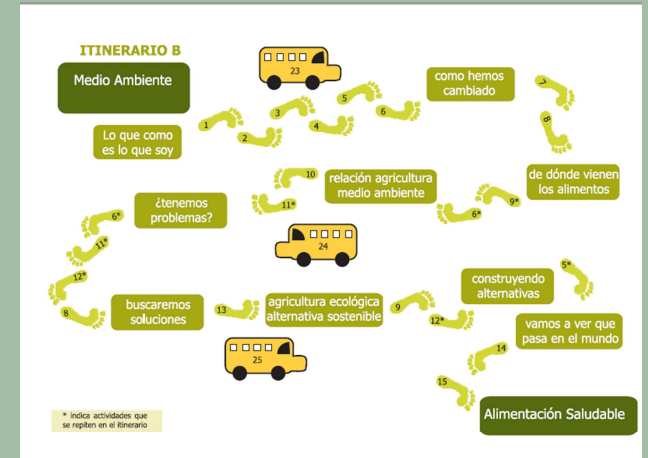 ITINERARIO B
Medio Ambiente
23
como hemos
cambiado
Lo que como
es lo que soy
1
2
3
4
5
6
7
8
de dónde vienen
los alimentos
9*
6*
relación agricultura
medio ambiente
10
11*
¿tenemos
problemas?
6*
11*
12*
8
24
buscaremos
soluciones
13
agricultura ecológica
alternativa sostenible
9
12*
construyendo
alternativas
5*
vamos a ver que
pasa en el mundo
14
15
25
Alimentación Saludable
* indica actividades que
se repiten en el itinerario